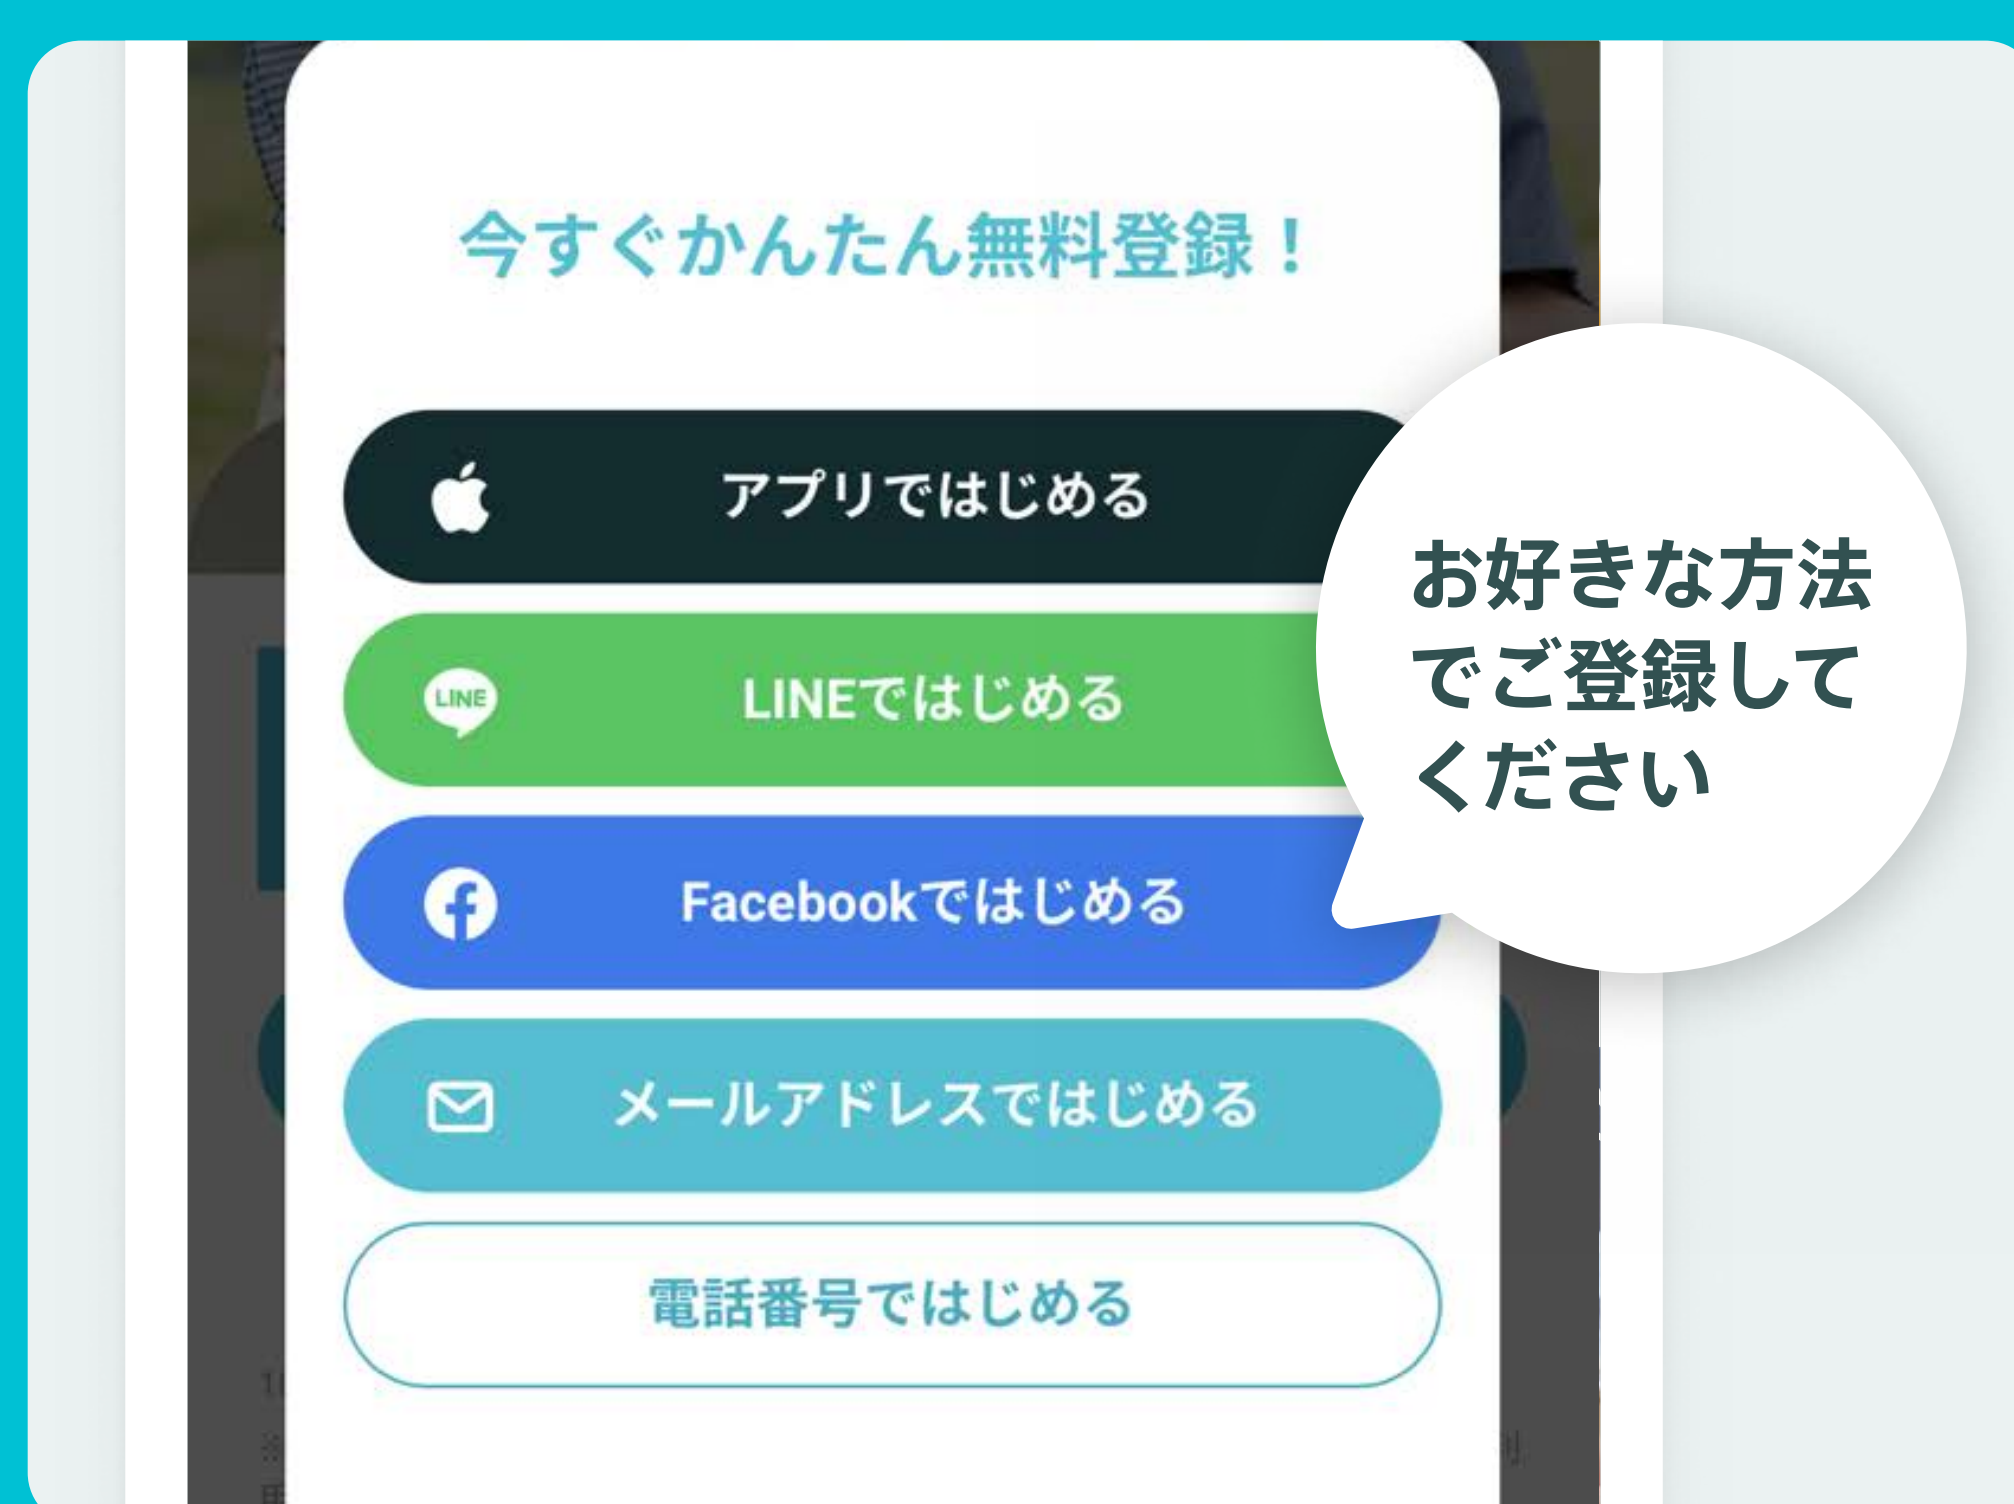 今すぐかんたん無料登録！
アプリではじめる
LINE
LINEではじめる
Facebookではじめる
メールアドレスではじめる
電話番号ではじめる
お好きな方法
でご登録して
ください